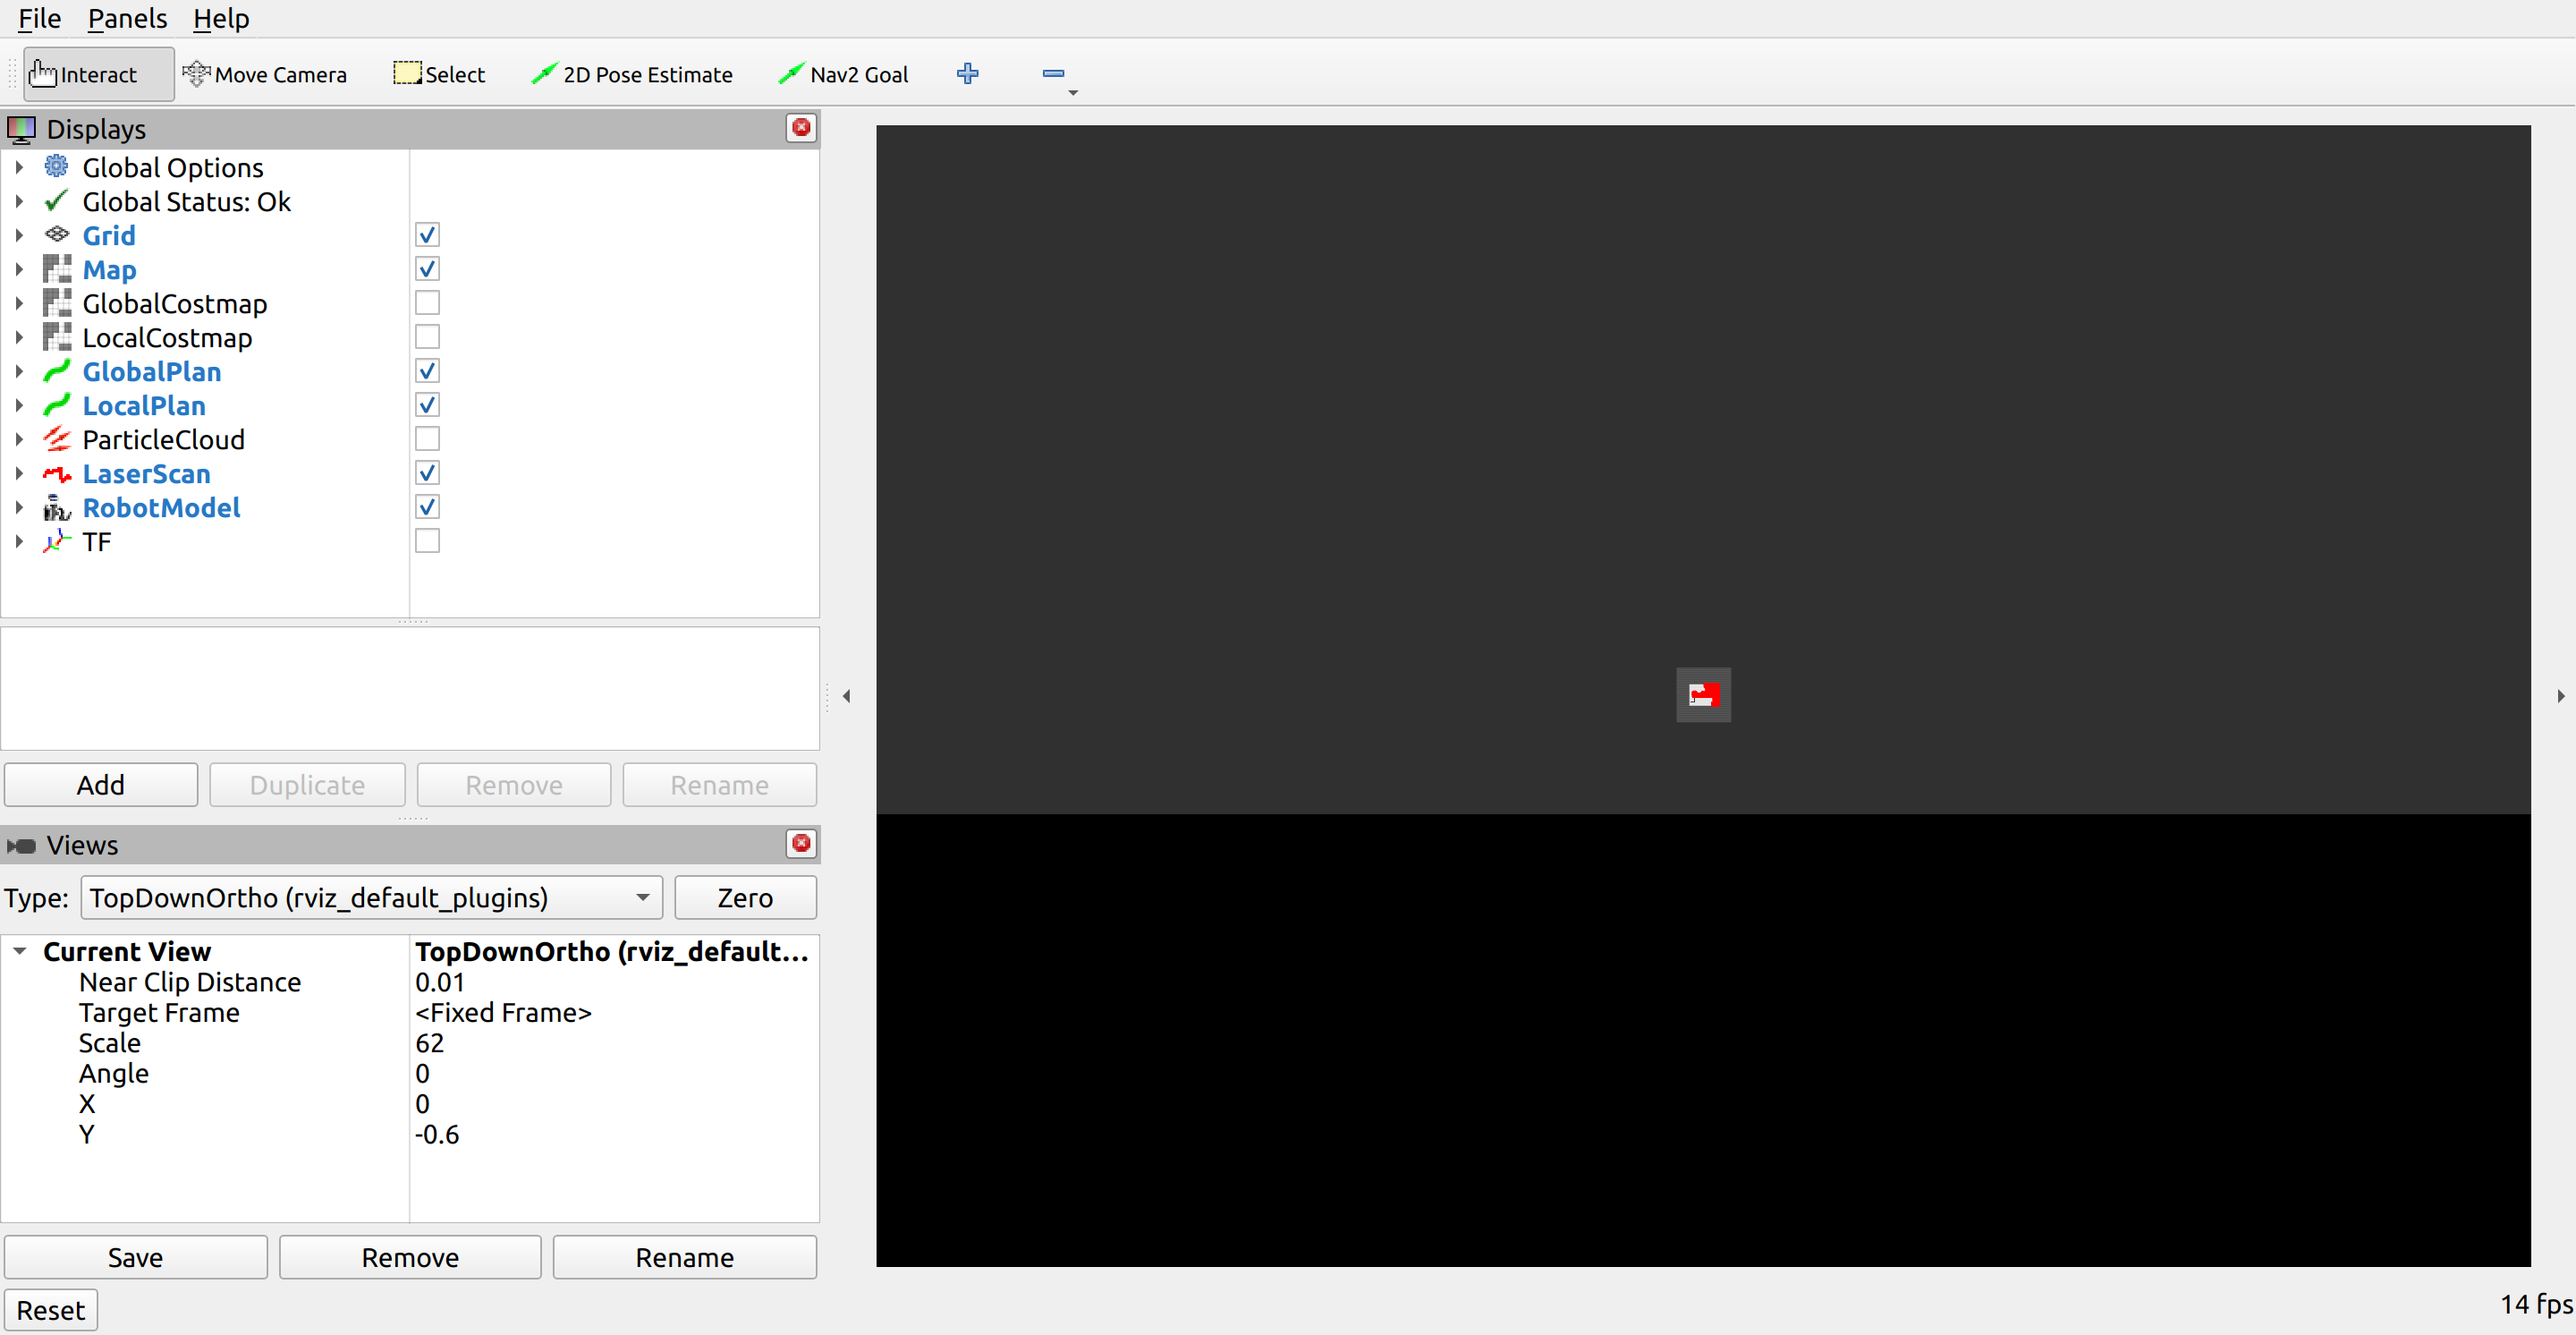 File Panels Help
Interact Move Camera Select 2D Pose Estimate Nav2 Goal
Displays
Global Options
Global Status: Ok
Grid
Map
GlobalCostmap
LocalCostmap
GlobalPlan
LocalPlan
ParticleCloud
LaserScan
RobotModel
TF
Add Duplicate Remove Rename
Views
Type: TopDownOrtho (rviz_default_plugins) Zero
Current View TopDownOrtho (rviz_default...
Near Clip Distance 0.01
Target Frame <Fixed Frame>
Scale 62
Angle 0
X 0
Y -0.6
Save Remove Rename
Reset
14 fps